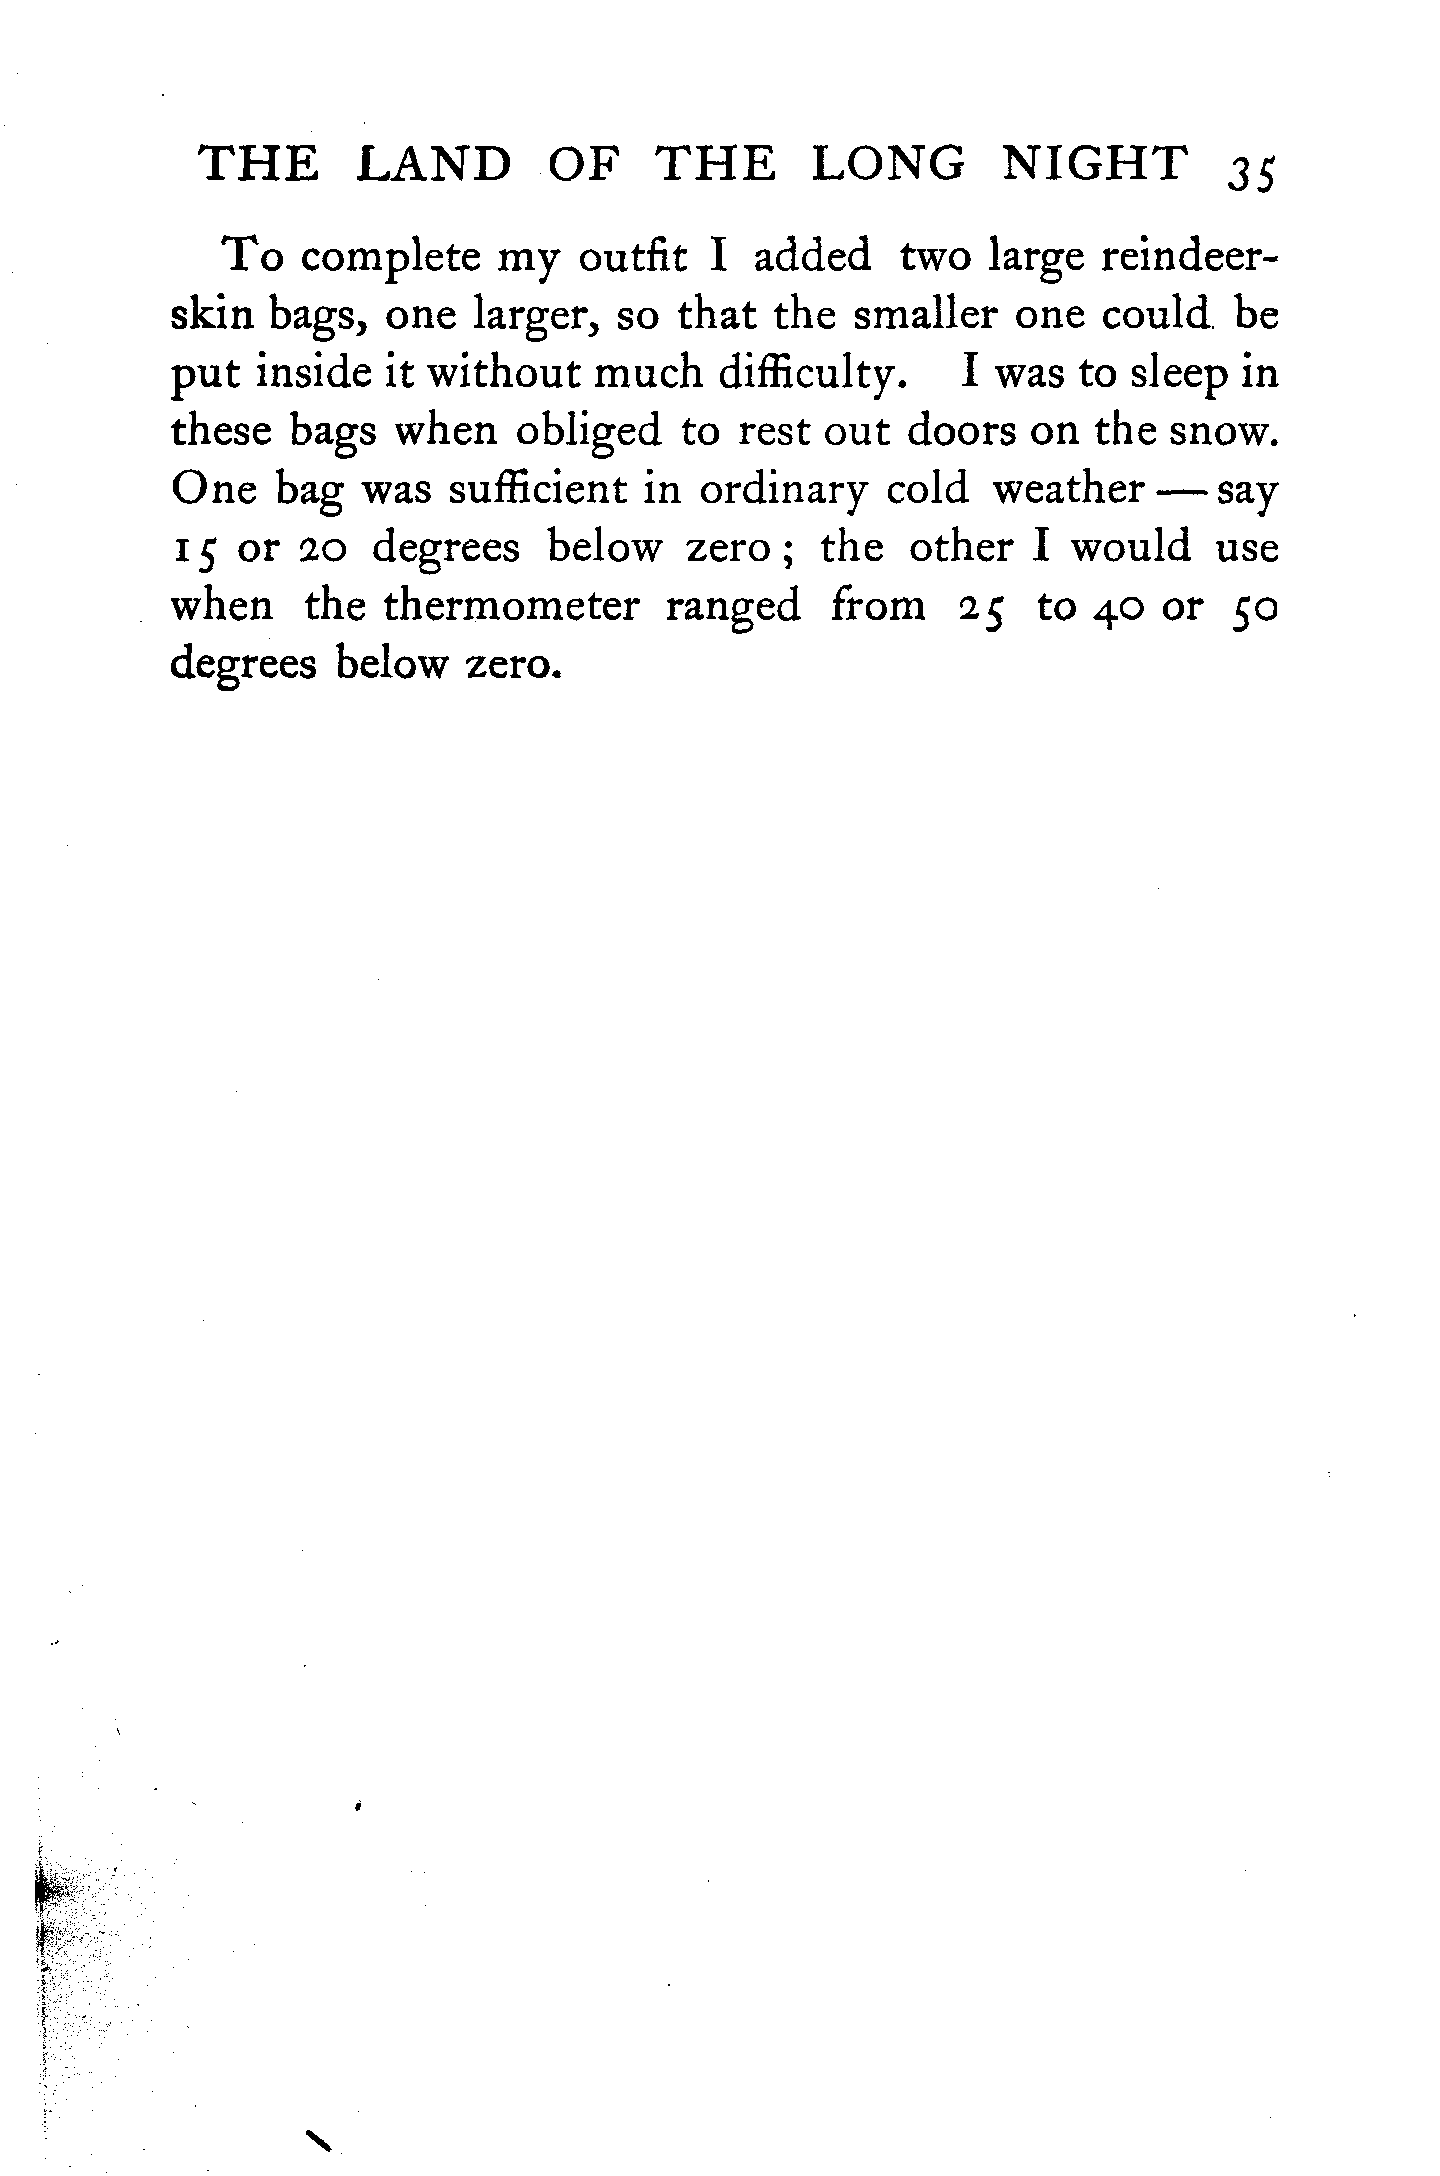 THE LAND OF THE LONG NIGHT 35
To complete my outfit I added two large reindeer-
skin bags, one larger, so that the smaller one could be
put inside it without much difficulty. I was to sleep in
these bags when obliged to rest out doors on the snow.
One bag was sufficient in ordinary cold weather — say
15 or 20 degrees below zero; the other I would use
when the thermometer ranged from 25 to 40 or 50
degrees below zero.